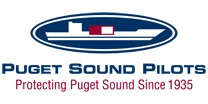 PUGET SOUND PILOTS
Protecting Puget Sound Since 1935